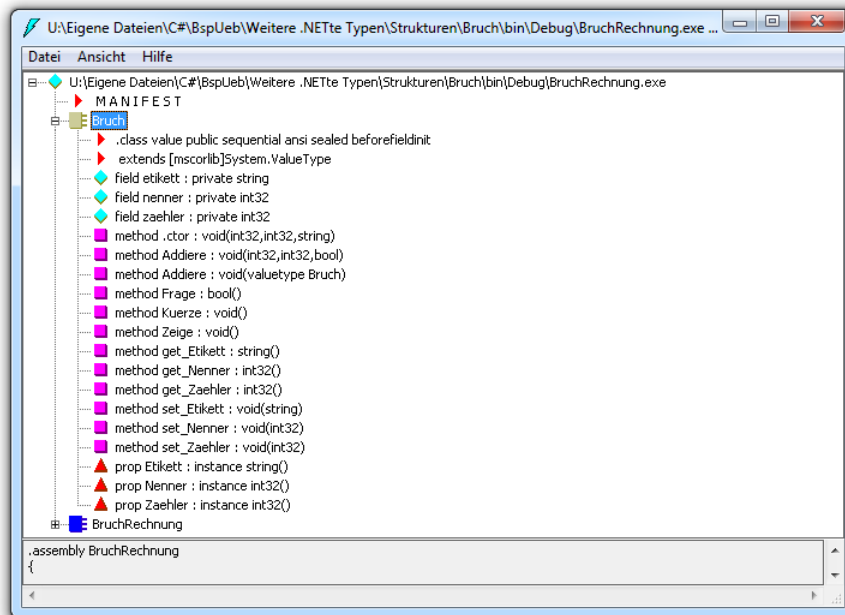 U:\Eigene Dateien\C#\BspUeb\Weitere .NETte Typen\Strukturen\Bruch\bin\Debug\BruchRechnung.exe ...
Datei Ansicht Hilfe
U:\Eigene Dateien\C#\BspUeb\Weitere .NETte Typen\Strukturen\Bruch\bin\Debug\BruchRechnung.exe
M A N I F E S T
Bruch
.class value public sequential ansi sealed beforefieldinit
extends [mscorlib]System.ValueType
field etikett : private string
field nenner : private int32
field zaehler : private int32
method .ctor : void(int32,int32,string)
method Addiere : void(int32,int32,bool)
method Addiere : void(valuetype Bruch)
method Frage : bool()
method Kuerze : void()
method Zeige : void()
method get_Etikett : string()
method get_Nenner : int32()
method get_Zaehler : int32()
method set_Etikett : void(string)
method set_Nenner : void(int32)
method set_Zaehler : void(int32)
prop Etikett : instance string()
prop Nenner : instance int32()
prop Zaehler : instance int32()
BruchRechnung
.assembly BruchRechnung
{